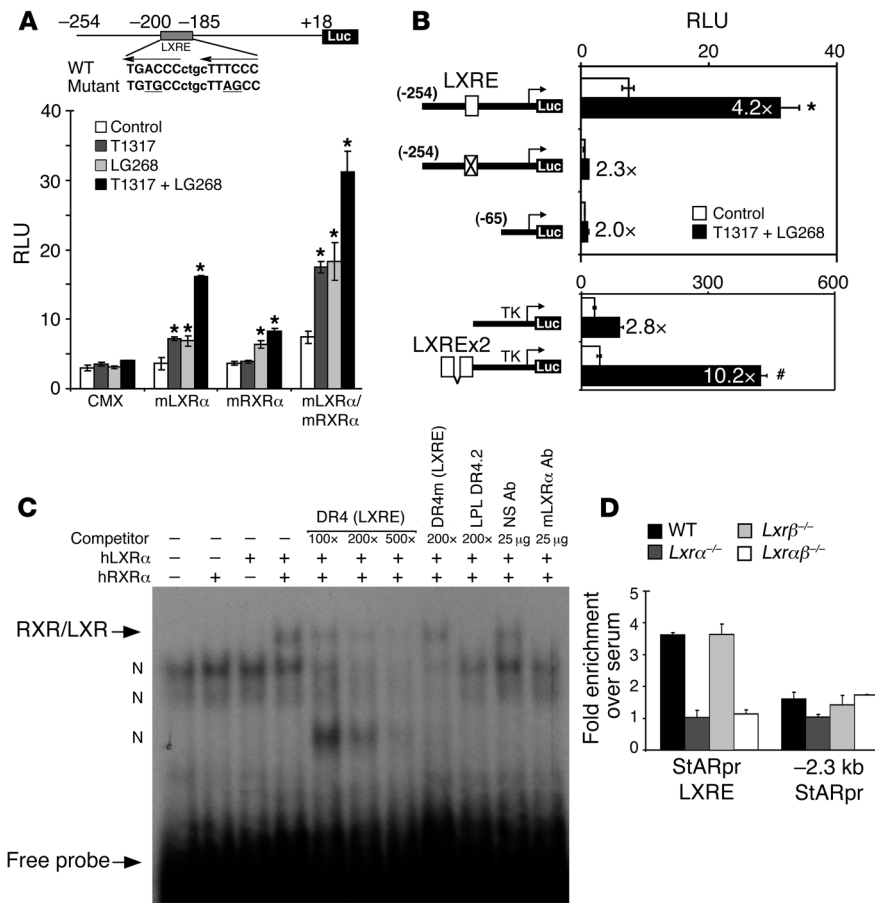 A
−254
−200
−185
+18
Luc
LXRE
WT TGACCCctgcTTTCCC
Mutant TGTGCCctgcTTAGCC
Control
T1317
LG268
T1317 + LG268
RLU
40
30
20
10
5
0
*
*
*
*
*
*
*
*
CMX
mLXRα
mRXRα
mLXRα/
mRXRα
B
RLU
0
20
40
(-254)
LXRE
Luc
4.2×
*
(-254)
Luc
2.3×
(-65)
Luc
2.0×
Control
T1317 + LG268
0
300
600
TK
Luc
2.8×
LXREx2
TK
Luc
10.2×
#
C
DR4 (LXRE)
DR4m (LXRE)
LPL DR4.2
NS Ab
mLXRα Ab
Competitor – – – – 100× 200× 500× 200× 200× 25 µg 25 µg
hLXRα – – + + + + + + + + +
hRXRα – + – + + + + + + + +
RXR/LXR
N
N
N
Free probe
D
WT
Lxrβ−/−
Lxrα−/−
Lxrαβ−/−
Fold enrichment
over serum
5
4
3
2
1
0
StARpr
LXRE
−2.3 kb
StARpr